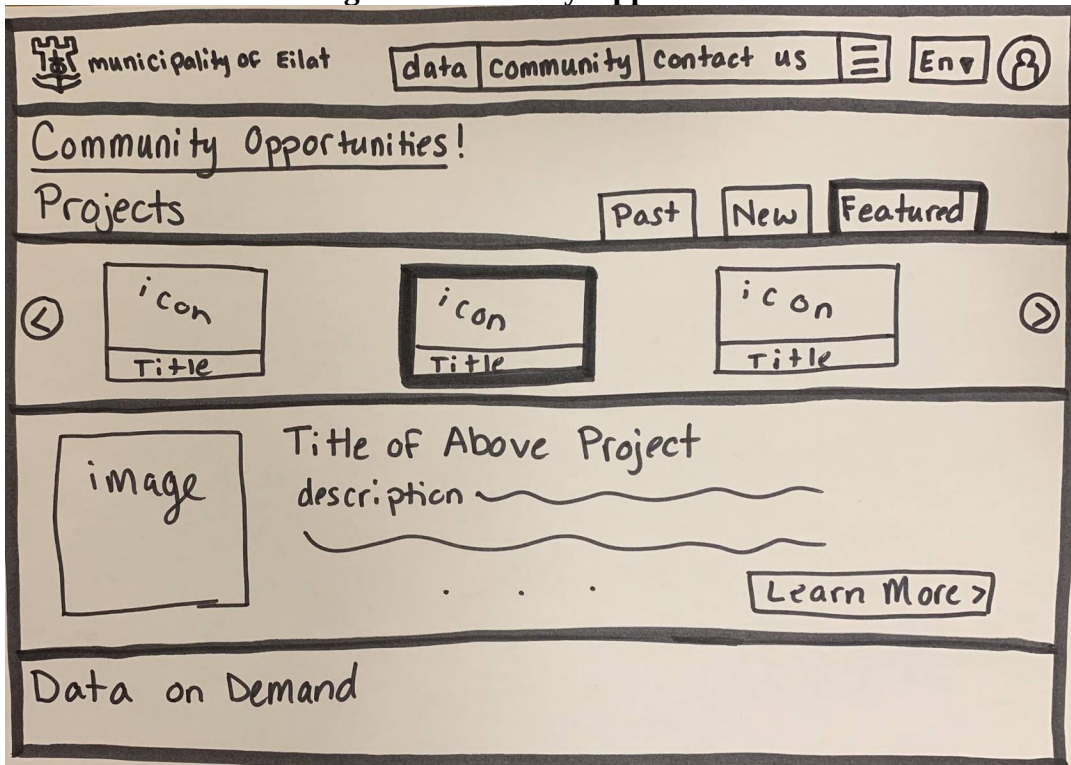 municipality of Eilat
data community contact us En
Community Opportunities!
Projects Past New Featured
icon icon icon
Title Title Title
image
Title of Above Project
description
Learn More >
Data on Demand